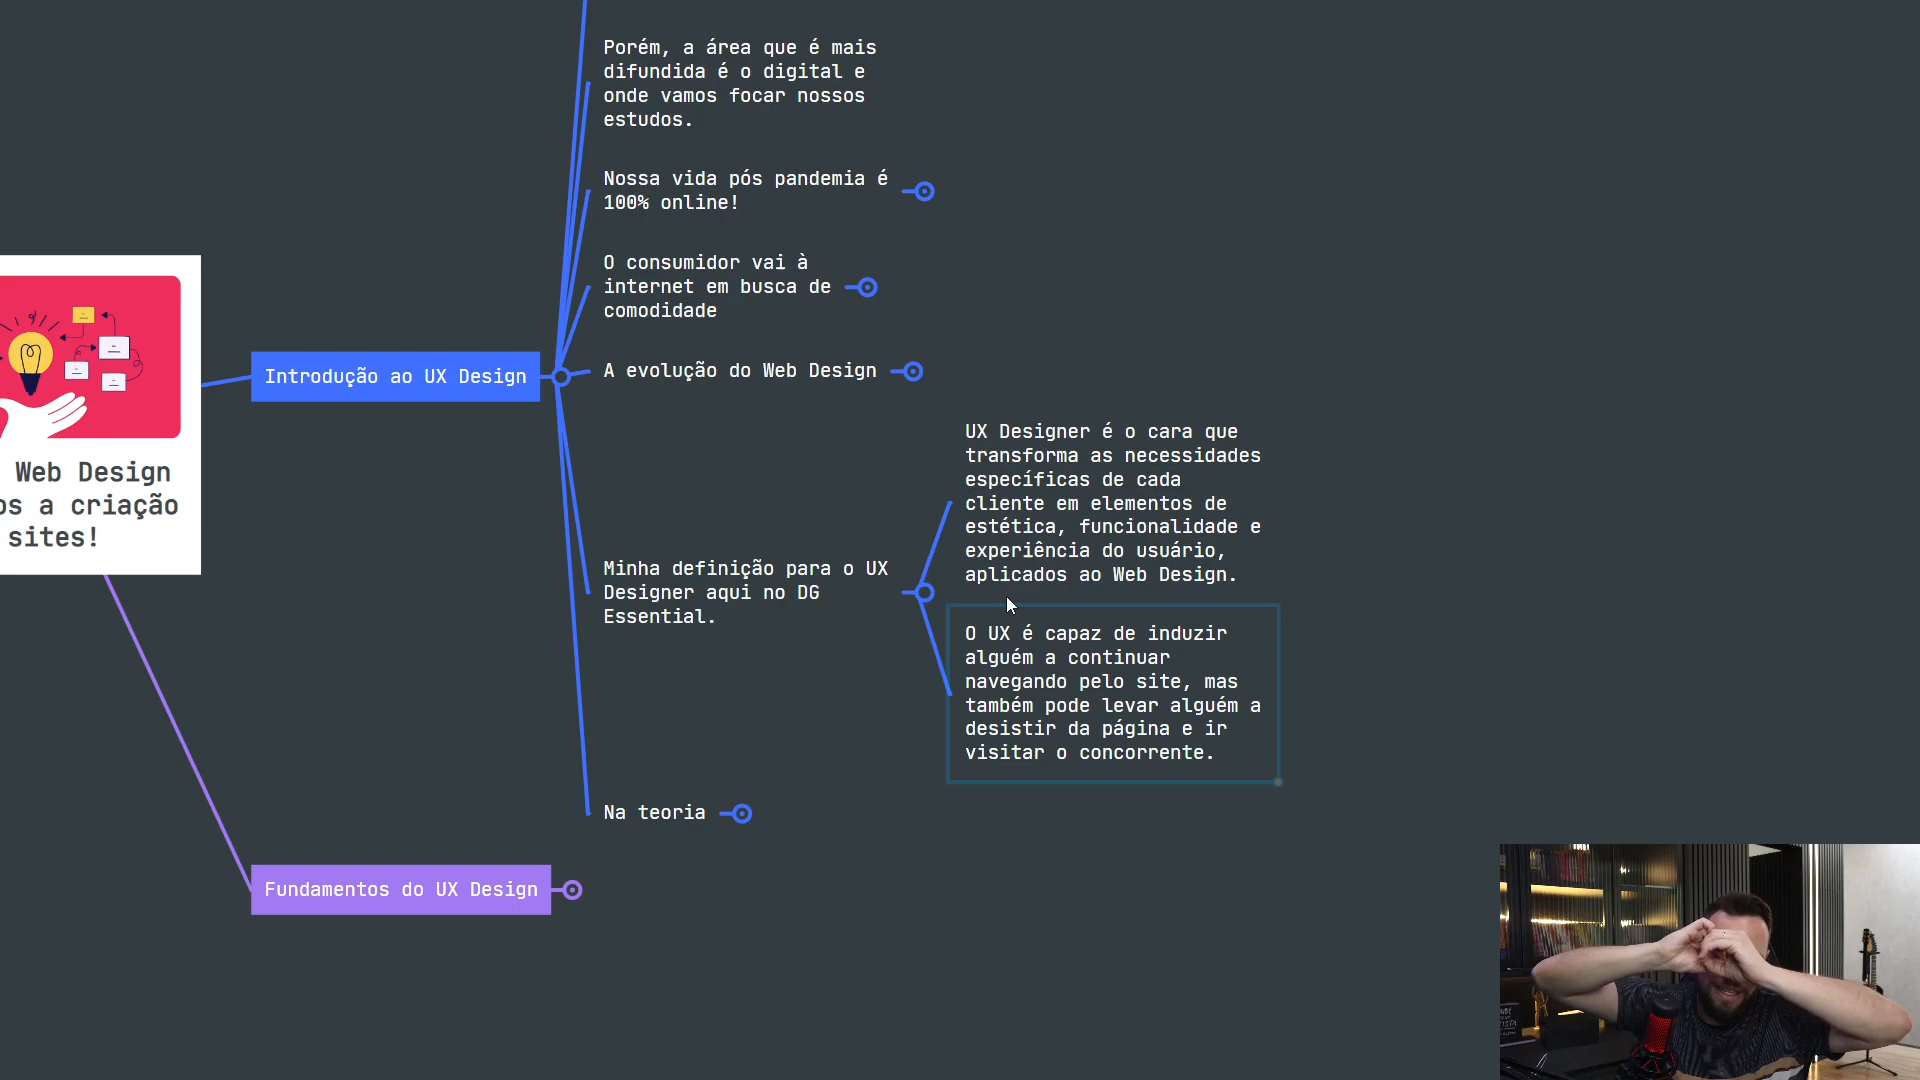 Porém, a área que é mais
difundida é o digital e
onde vamos focar nossos
estudos.
Nossa vida pós pandemia é
100% online!
O consumidor vai à
internet em busca de
comodidade
Introdução ao UX Design
A evolução do Web Design
UX Designer é o cara que
transforma as necessidades
específicas de cada
cliente em elementos de
estética, funcionalidade e
experiência do usuário,
aplicados ao Web Design.
Web Design
os a criação
sites!
Minha definição para o UX
Designer aqui no DG
Essential.
O UX é capaz de induzir
alguém a continuar
navegando pelo site, mas
também pode levar alguém a
desistir da página e ir
visitar o concorrente.
Na teoria
Fundamentos do UX Design